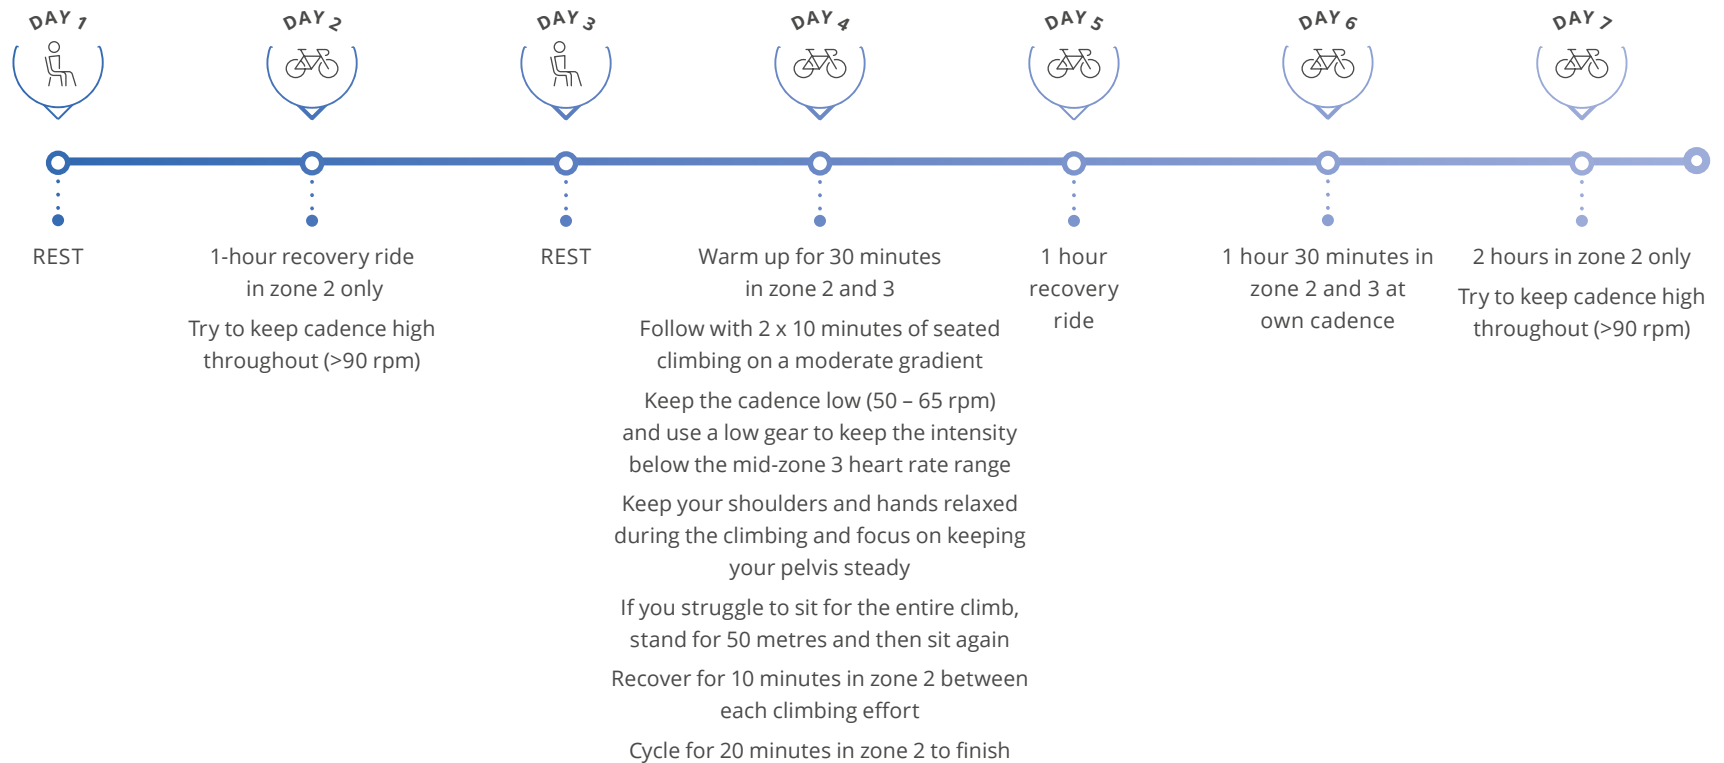 DAY 1
DAY 2
DAY 3
DAY 4
DAY 5
DAY 6
DAY 7
REST
1-hour recovery ride
in zone 2 only
Try to keep cadence high
throughout (>90 rpm)
REST
Warm up for 30 minutes
in zone 2 and 3
Follow with 2 x 10 minutes of seated
climbing on a moderate gradient
Keep the cadence low (50 – 65 rpm)
and use a low gear to keep the intensity
below the mid-zone 3 heart rate range
Keep your shoulders and hands relaxed
during the climbing and focus on keeping
your pelvis steady
If you struggle to sit for the entire climb,
stand for 50 metres and then sit again
Recover for 10 minutes in zone 2 between
each climbing effort
Cycle for 20 minutes in zone 2 to finish
1 hour
recovery
ride
1 hour 30 minutes in
zone 2 and 3 at
own cadence
2 hours in zone 2 only
Try to keep cadence high
throughout (>90 rpm)